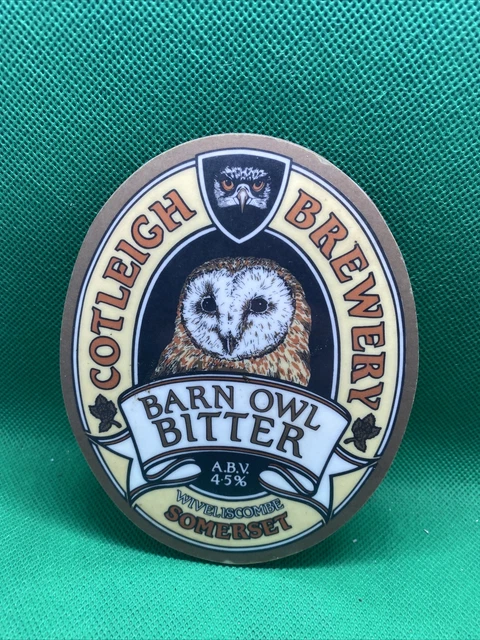 COTLEIGH BREWERY
BARN OWL
BITTER
A.B.V.
4·5%
WIVELISCOMBE
SOMERSET